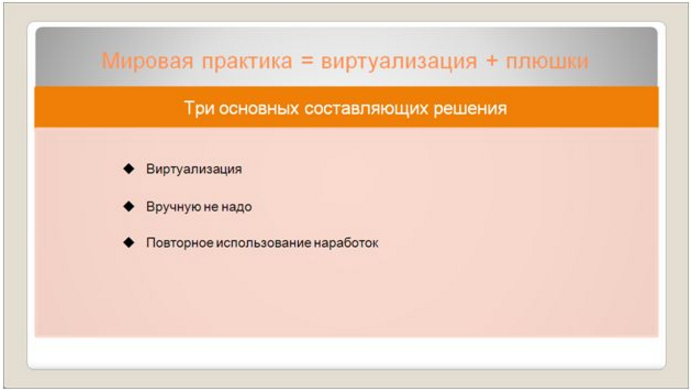 Мировая практика = виртуализация + плюшки
Три основных составляющих решения
◆ Виртуализация
◆ Вручную не надо
◆ Повторное использование наработок